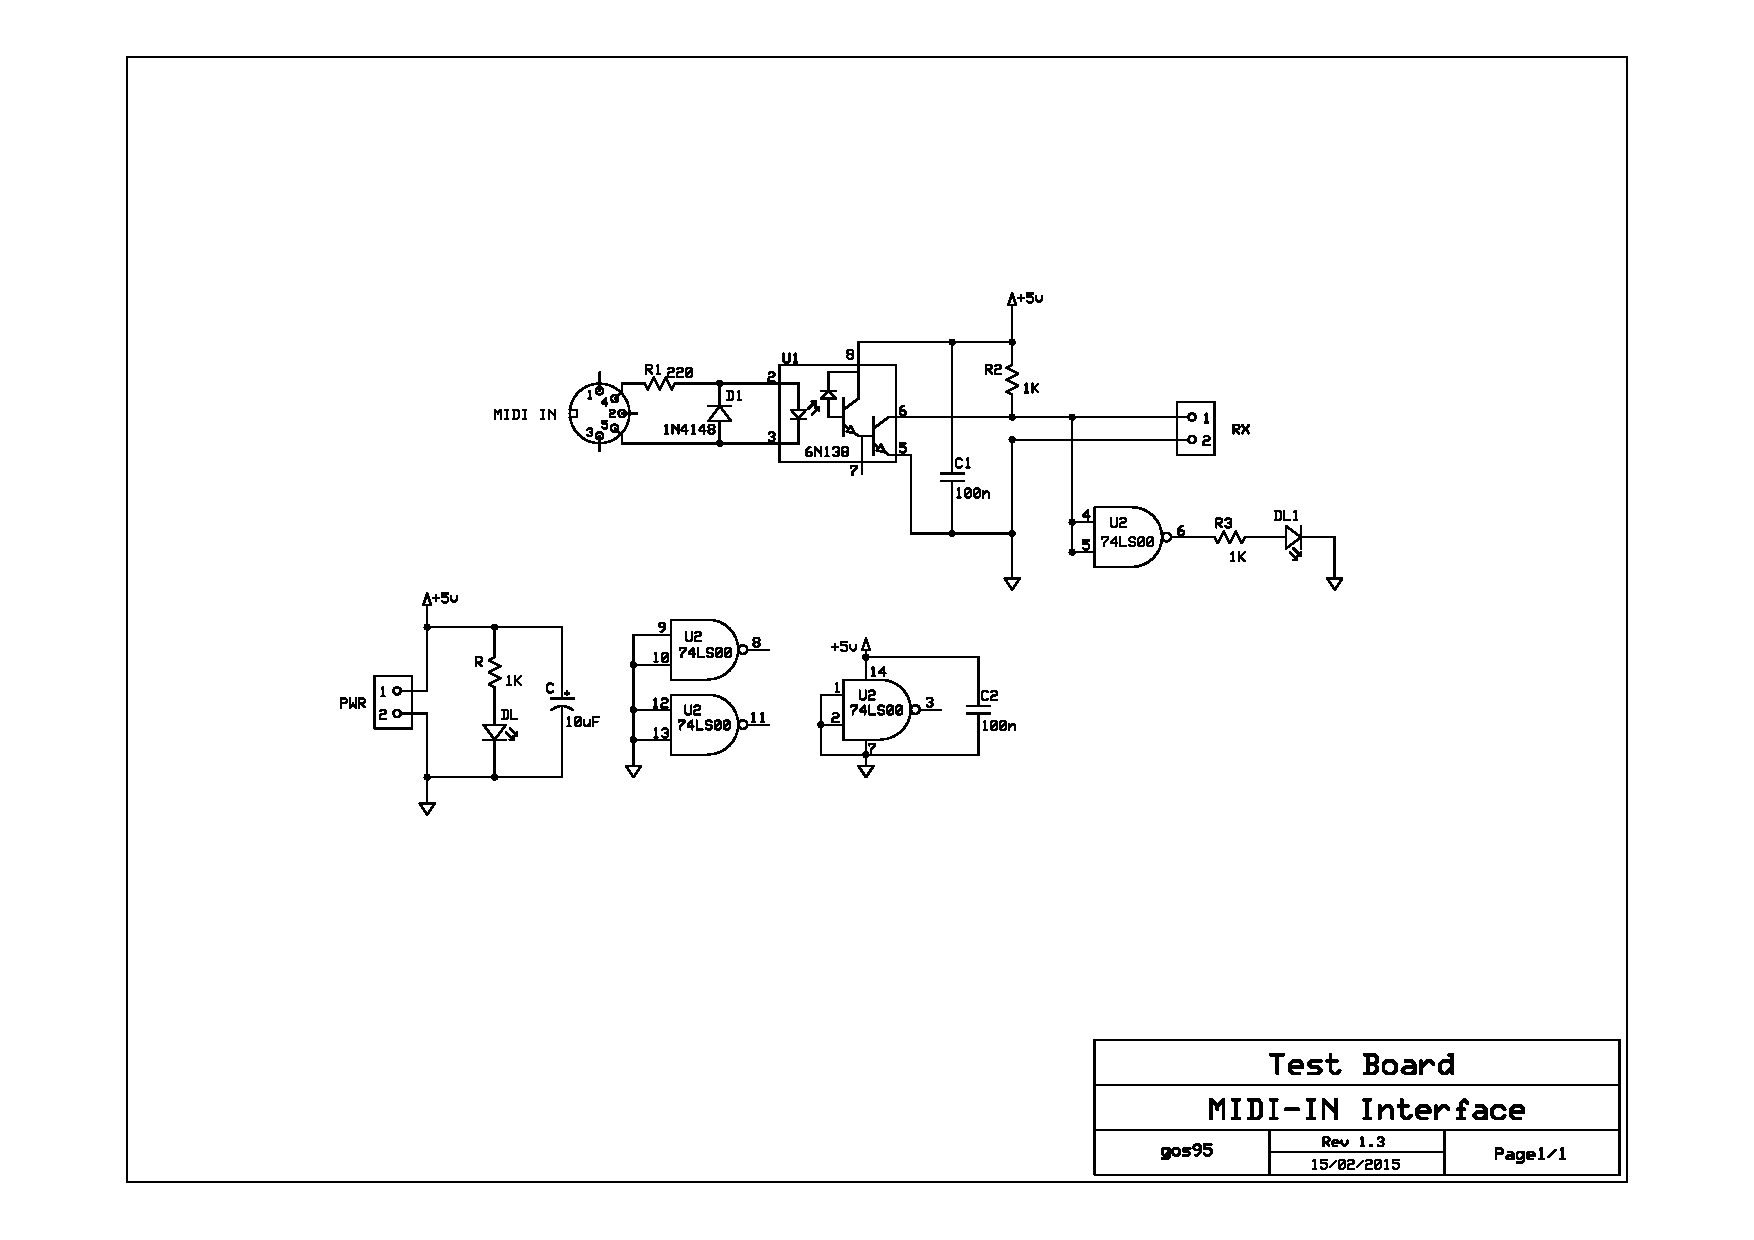 +5v
8
U1
R1 220
2
D1
R2
1K
MIDI IN
1
4
2
5
3
1N4148
3
6N138
7
6
5
C1
100n
1
2
RX
4
5
U2
74LS00
6
R3
1K
DL1
+5v
R
1K
PWR
1
2
DL
C
+
10uF
9
10
U2
74LS00
8
12
13
U2
74LS00
11
+5v
14
1
2
U2
74LS00
3
7
C2
100n
Test Board
MIDI-IN Interface
gos95
Rev 1.3
15/02/2015
Page1/1